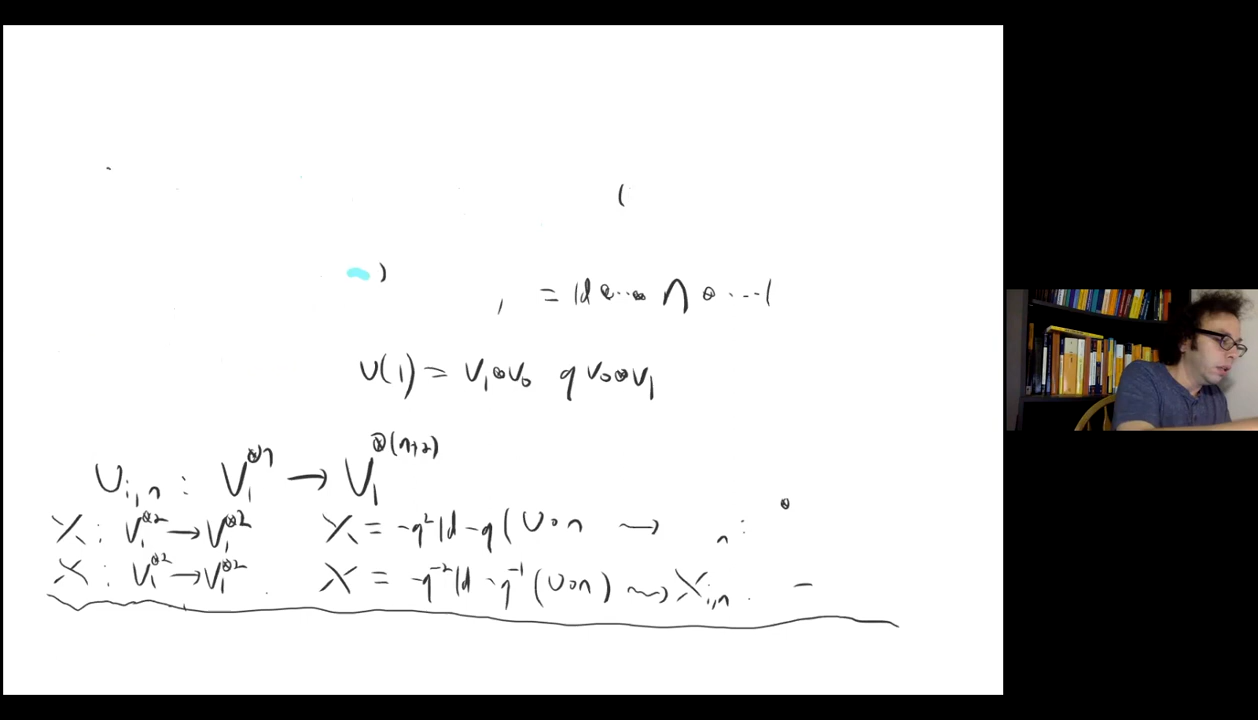 (
)
, = Id ⊗...⊗ ∩ ⊗ ...
∪(1) = V₁⊗V₀ q V₀⊗V₁
∪ᵢ,ₙ : V₁^⊗n → V₁^⊗(n+2)
X : V₁^⊗2 → V₁^⊗2 X = -q² Id - q (∪∘∩ ⇝ ₙ : ⊗
X : V₁^⊗2 → V₁^⊗2 X = -q⁻² Id - q⁻¹ (∪∘∩) ⇝ Xᵢ,ₙ . -